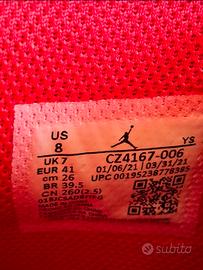 US
8
YS
UK 7
CZ4167-006
EUR 41
01/06/21
03/31/21
cm 26
UPC 00195238778385
BR 39.5
CN 260(2.5)
subito